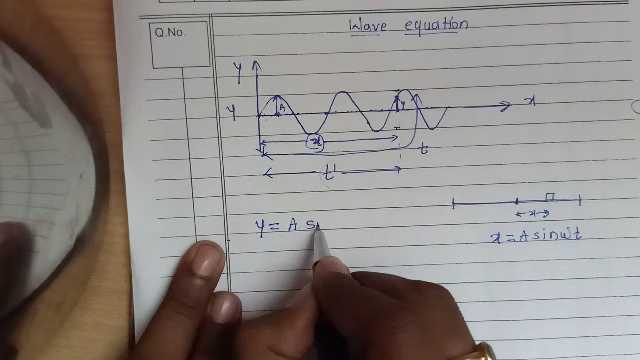 Q.No.
Wave equation
y
y
A
y
x
x
t
t'
x
y = A s
x = A sin ωt